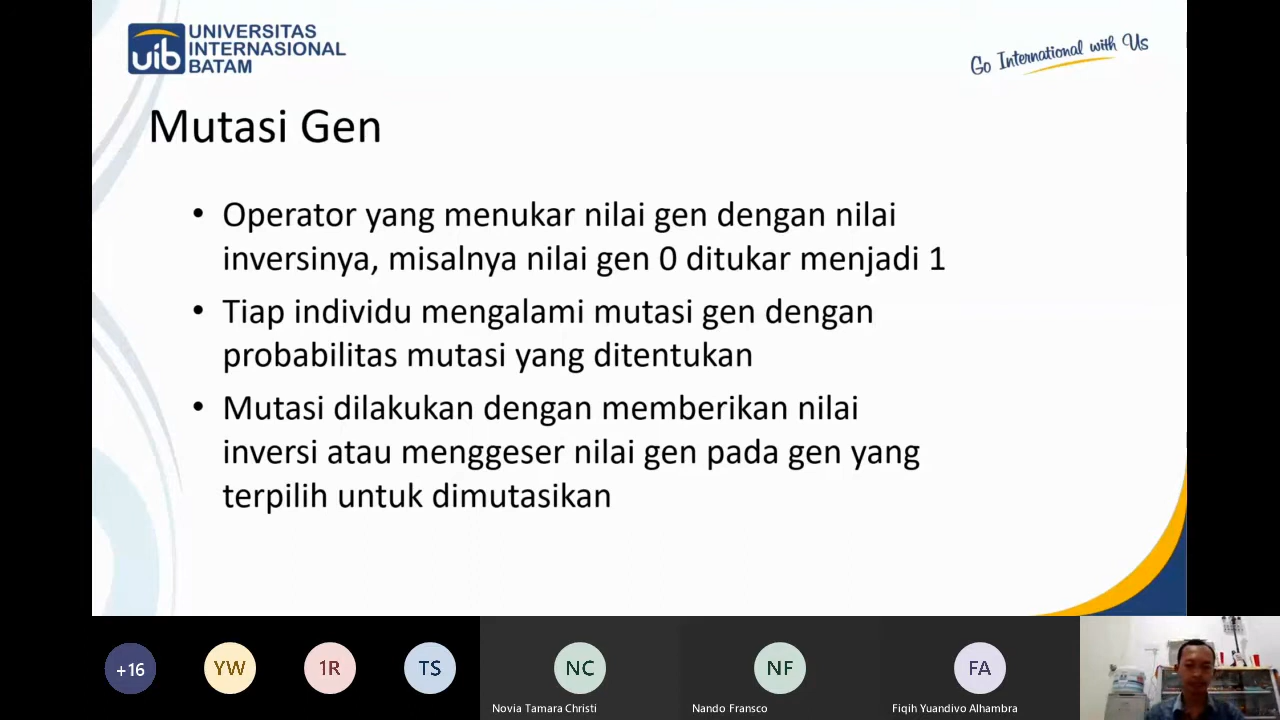 uib
UNIVERSITAS
INTERNASIONAL
BATAM
Go International with Us
Mutasi Gen
• Operator yang menukar nilai gen dengan nilai
inversinya, misalnya nilai gen 0 ditukar menjadi 1
• Tiap individu mengalami mutasi gen dengan
probabilitas mutasi yang ditentukan
• Mutasi dilakukan dengan memberikan nilai
inversi atau menggeser nilai gen pada gen yang
terpilih untuk dimutasikan
+16
YW
1R
TS
NC
NF
FA
Novia Tamara Christi
Nando Fransco
Fiqih Yuandivo Alhambra